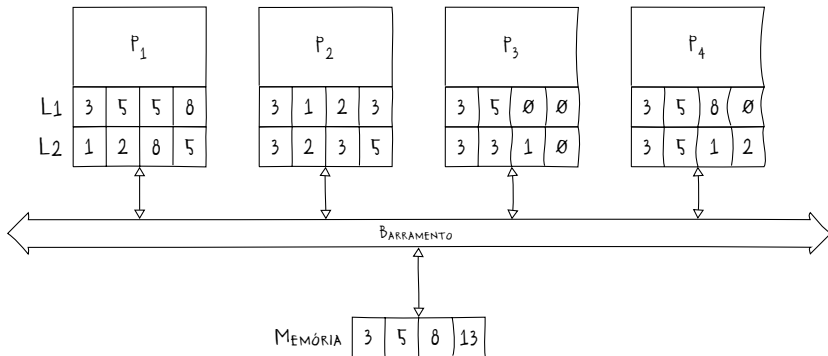 P1 P2 P3 P4
L1 3 5 5 8 3 1 2 3 3 5 Ø Ø 3 5 8 Ø
L2 1 2 8 5 3 2 3 5 3 3 1 Ø 3 5 1 2
BARRAMENTO
MEMÓRIA 3 5 8 13